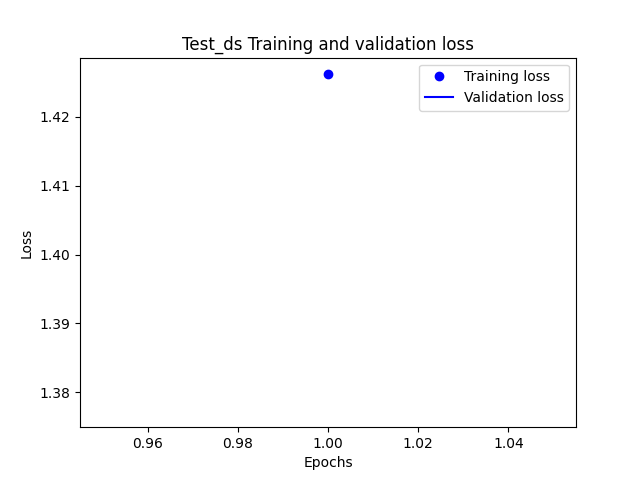 Test_ds Training and validation loss
Training loss
Validation loss
1.42
1.41
1.40
1.39
1.38
Loss
0.96 0.98 1.00 1.02 1.04
Epochs